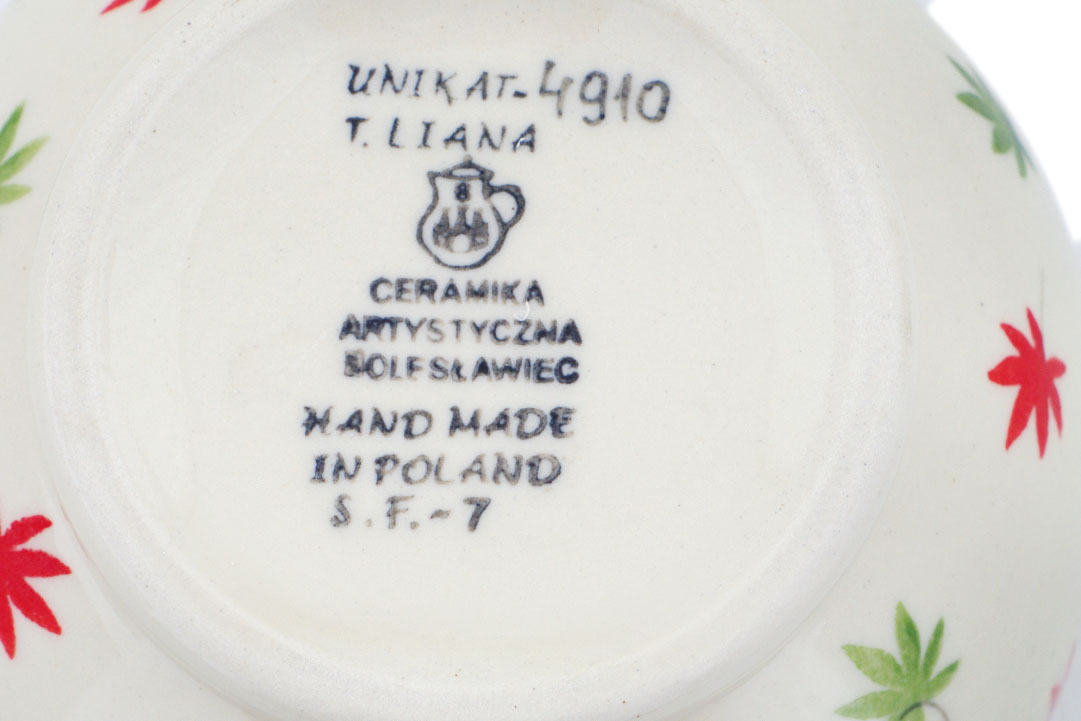 UNIKAT-4910
T. LIANA
8
CERAMIKA
ARTYSTYCZNA
BOLESŁAWIEC
HAND MADE
IN POLAND
S.F.-7